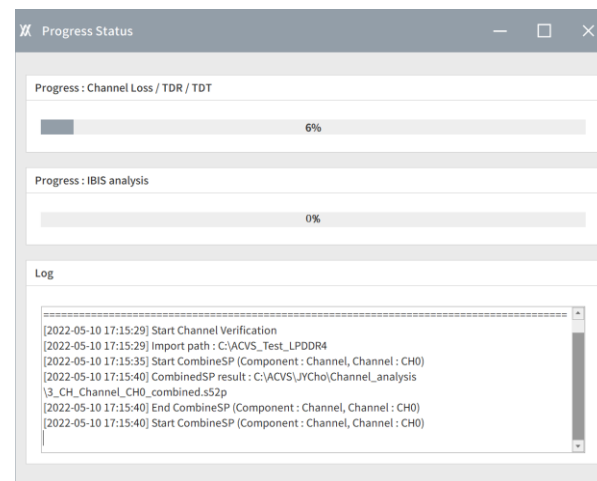 Progress Status
Progress : Channel Loss / TDR / TDT
6%
Progress : IBIS analysis
0%
Log
================================================================================
[2022-05-10 17:15:29] Start Channel Verification
[2022-05-10 17:15:29] Import path : C:\ACVS_Test_LPDDR4
[2022-05-10 17:15:35] Start CombineSP (Component : Channel, Channel : CH0)
[2022-05-10 17:15:40] CombinedSP result : C:\ACVS\JYCho\Channel_analysis
\3_CH_Channel_CH0_combined.s52p
[2022-05-10 17:15:40] End CombineSP (Component : Channel, Channel : CH0)
[2022-05-10 17:15:40] Start CombineSP (Component : Channel, Channel : CH0)